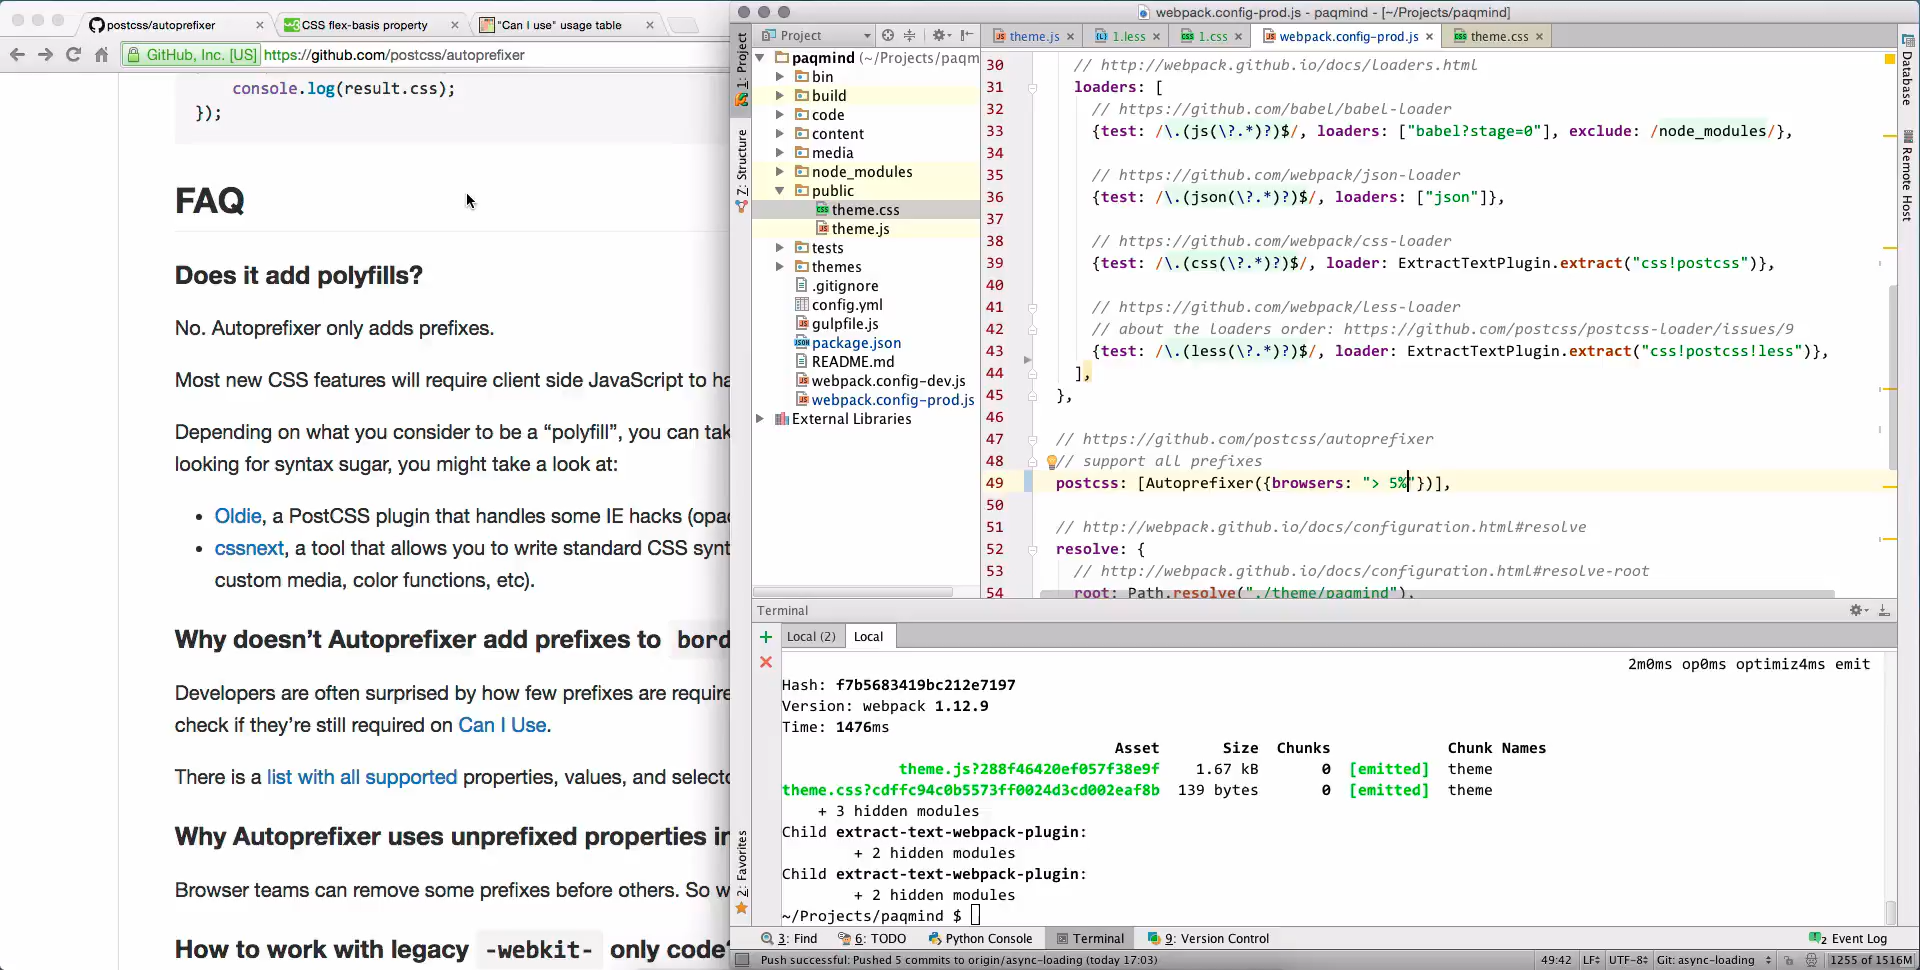 postcss/autoprefixer
CSS flex-basis property
"Can I use" usage table
GitHub, Inc. [US]
https://github.com/postcss/autoprefixer
console.log(result.css);
});
FAQ
Does it add polyfills?
No. Autoprefixer only adds prefixes.
Most new CSS features will require client side JavaScript to ha
Depending on what you consider to be a “polyfill”, you can tak
looking for syntax sugar, you might take a look at:
• Oldie, a PostCSS plugin that handles some IE hacks (opac
• cssnext, a tool that allows you to write standard CSS synt
custom media, color functions, etc).
Why doesn’t Autoprefixer add prefixes to bord
Developers are often surprised by how few prefixes are require
check if they’re still required on Can I Use.
There is a list with all supported properties, values, and selecto
Why Autoprefixer uses unprefixed properties in
Browser teams can remove some prefixes before others. So w
How to work with legacy -webkit- only code?
webpack.config-prod.js - paqmind - [~/Projects/paqmind]
1: Project
Z: Structure
2: Favorites
Project
paqmind (~/Projects/paqm
bin
build
code
content
media
node_modules
public
theme.css
theme.js
tests
themes
.gitignore
config.yml
gulpfile.js
package.json
README.md
webpack.config-dev.js
webpack.config-prod.js
External Libraries
theme.js
1.less
1.css
webpack.config-prod.js
theme.css
30 // http://webpack.github.io/docs/loaders.html
31 loaders: [
32 // https://github.com/babel/babel-loader
33 {test: /\.(js(\?.*)?)$/, loaders: ["babel?stage=0"], exclude: /node_modules/},
34
35 // https://github.com/webpack/json-loader
36 {test: /\.(json(\?.*)?)$/, loaders: ["json"]},
37
38 // https://github.com/webpack/css-loader
39 {test: /\.(css(\?.*)?)$/, loader: ExtractTextPlugin.extract("css!postcss")},
40
41 // https://github.com/webpack/less-loader
42 // about the loaders order: https://github.com/postcss/postcss-loader/issues/9
43 {test: /\.(less(\?.*)?)$/, loader: ExtractTextPlugin.extract("css!postcss!less")},
44 ],
45 },
46
47 // https://github.com/postcss/autoprefixer
48 // support all prefixes
49 postcss: [Autoprefixer({browsers: "> 5%"})],
50
51 // http://webpack.github.io/docs/configuration.html#resolve
52 resolve: {
53 // http://webpack.github.io/docs/configuration.html#resolve-root
54 root: Path.resolve("./theme/paqmind"),
Database
Remote Host
Terminal
Local (2)
Local
2m0ms op0ms optimiz4ms emit
Hash: f7b5683419bc212e7197
Version: webpack 1.12.9
Time: 1476ms
Asset Size Chunks Chunk Names
theme.js?288f46420ef057f38e9f 1.67 kB 0 [emitted] theme
theme.css?cdffc94c0b5573ff0024d3cd002eaf8b 139 bytes 0 [emitted] theme
+ 3 hidden modules
Child extract-text-webpack-plugin:
+ 2 hidden modules
Child extract-text-webpack-plugin:
+ 2 hidden modules
~/Projects/paqmind $
3: Find
6: TODO
Python Console
Terminal
9: Version Control
2 Event Log
Push successful: Pushed 5 commits to origin/async-loading (today 17:03)
49:42
LF
UTF-8
Git: async-loading
1255 of 1516M